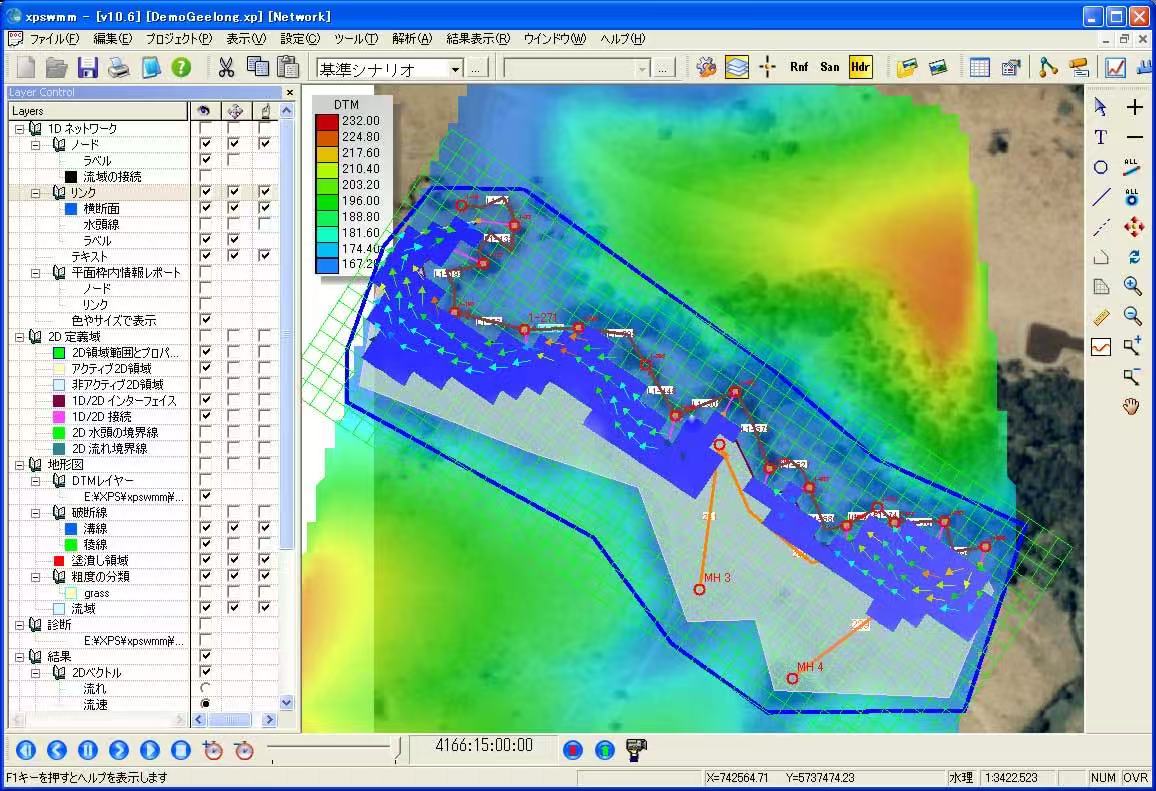 xpswmm - [v10.6] [DemoGeelong.xp] [Network]
ファイル(F) 編集(E) プロジェクト(P) 表示(V) 設定(C) ツール(T) 解析(A) 結果表示(R) ウインドウ(W) ヘルプ(H)
基準シナリオ ... ... Rnf San Hdr
Layer Control
Layers
1D ネットワーク
ノード
ラベル
流域の接続
リンク
横断面
水頭線
ラベル
テキスト
平面枠内情報レポート
ノード
リンク
色やサイズで表示
2D 定義域
2D領域範囲とプロパ...
アクティブ2D領域
非アクティブ2D領域
1D/2D インターフェイス
1D/2D 接続
2D 水頭の境界線
2D 流れ境界線
地形図
DTMレイヤー
E:¥XPS¥xpswmm¥...
破断線
溝線
稜線
塗潰し領域
粗度の分類
grass
流域
診断
E:¥XPS¥xpswmm¥...
結果
2Dベクトル
流れ
流速
DTM
232.00
224.80
217.60
210.40
203.20
196.00
188.80
181.60
174.40
167.20
1-271
MH 3
MH 4
T
ALL
ALL
4166:15:00:00
F1キーを押すとヘルプを表示します X=742564.71 Y=5737474.23 水理 1:3422.523 NUM OVR